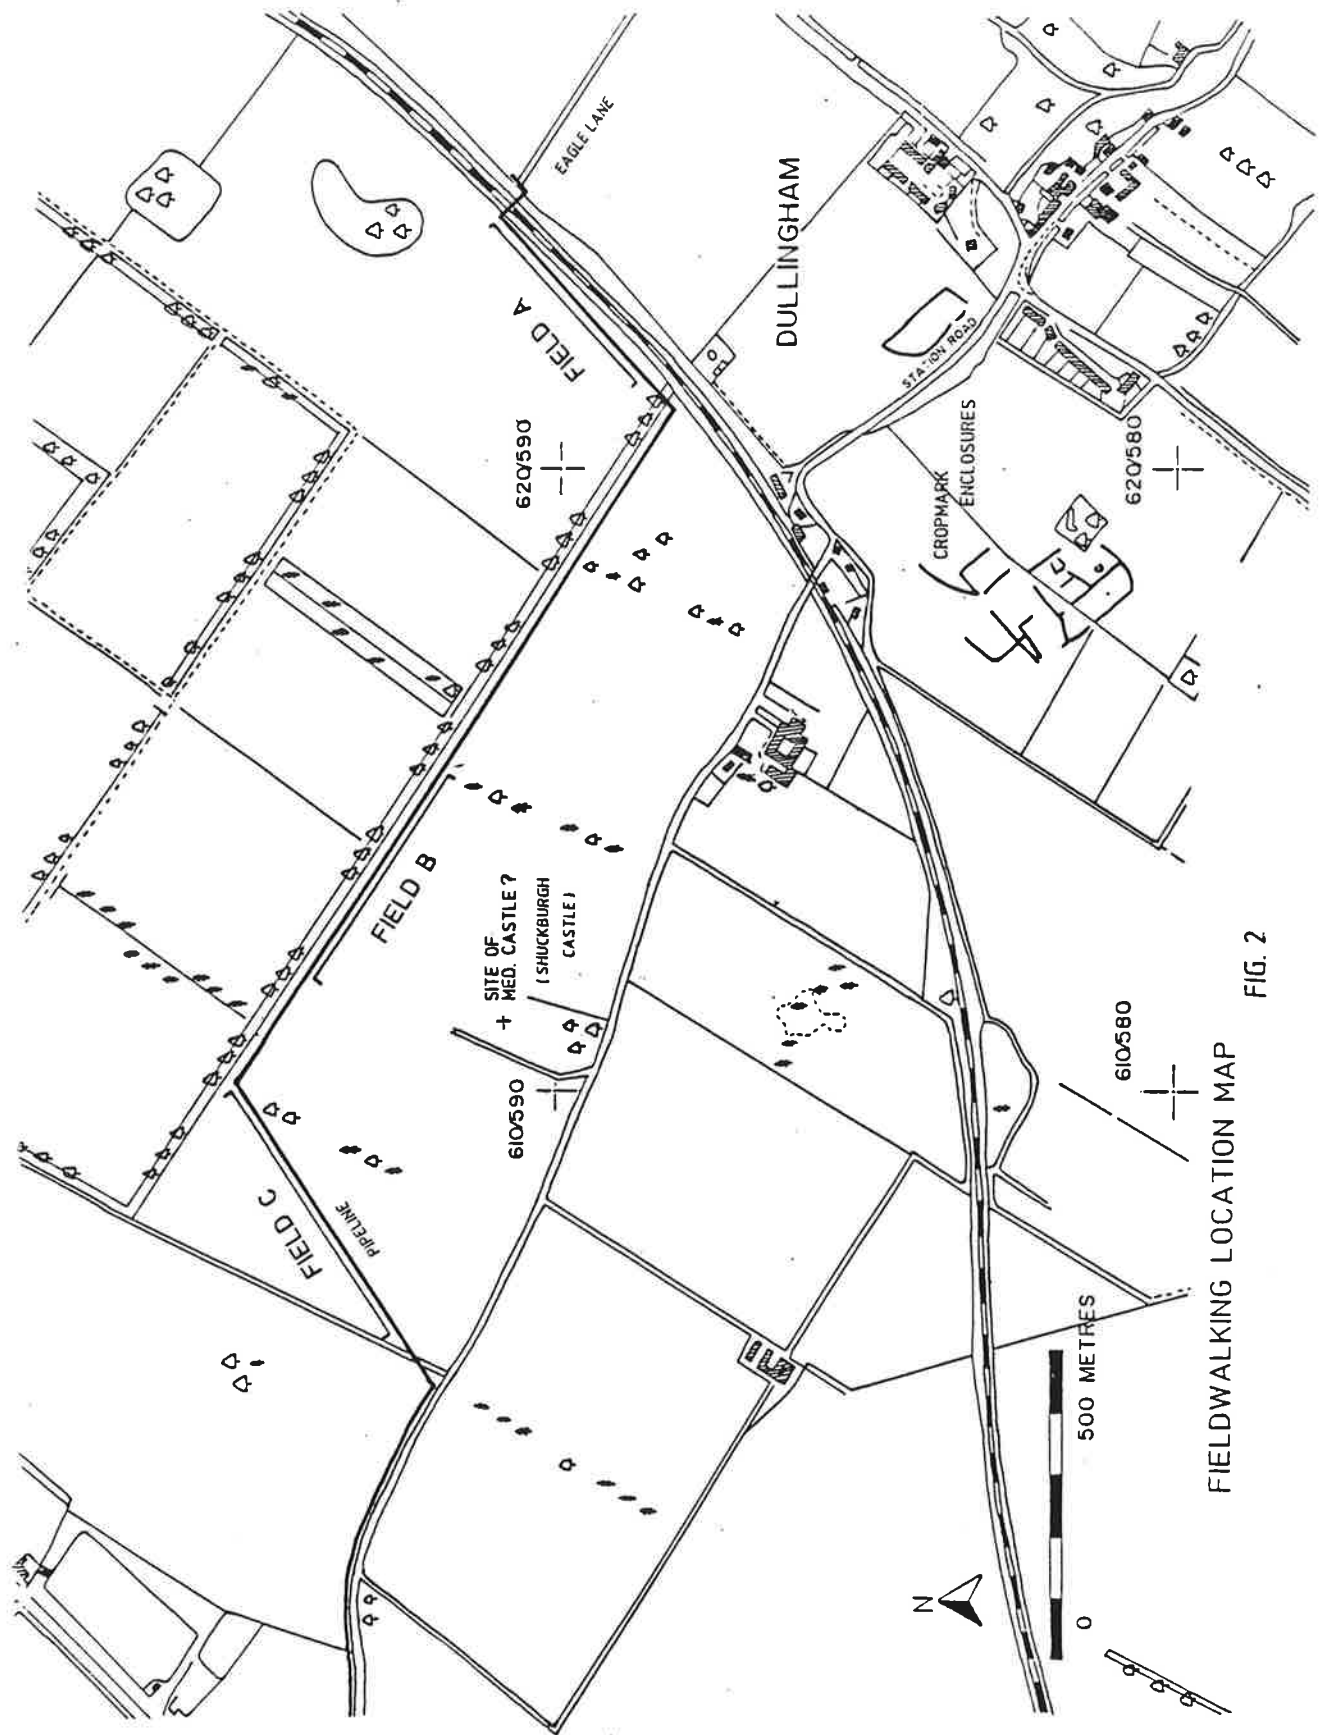 EAGLE LANE
FIELD A
DULLINGHAM
STATION ROAD
620/590
CROPMARK
ENCLOSURES
620/580
FIELD B
+ SITE OF
MED. CASTLE?
(SHUCKBURGH
CASTLE)
610/590
610/580
FIELD C
PIPELINE
N
0
500 METRES
FIELDWALKING LOCATION MAP
FIG. 2